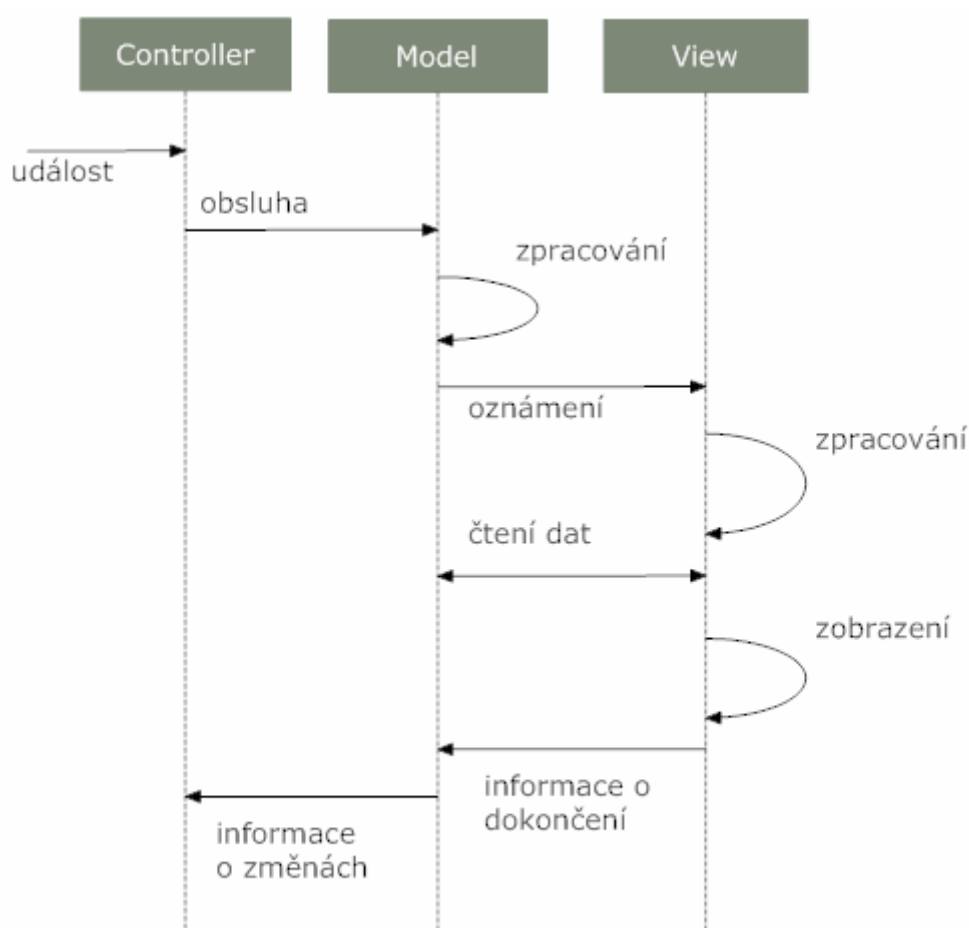 Controller
Model
View
událost
obsluha
zpracování
oznámení
zpracování
čtení dat
zobrazení
informace o
dokončení
informace
o změnách